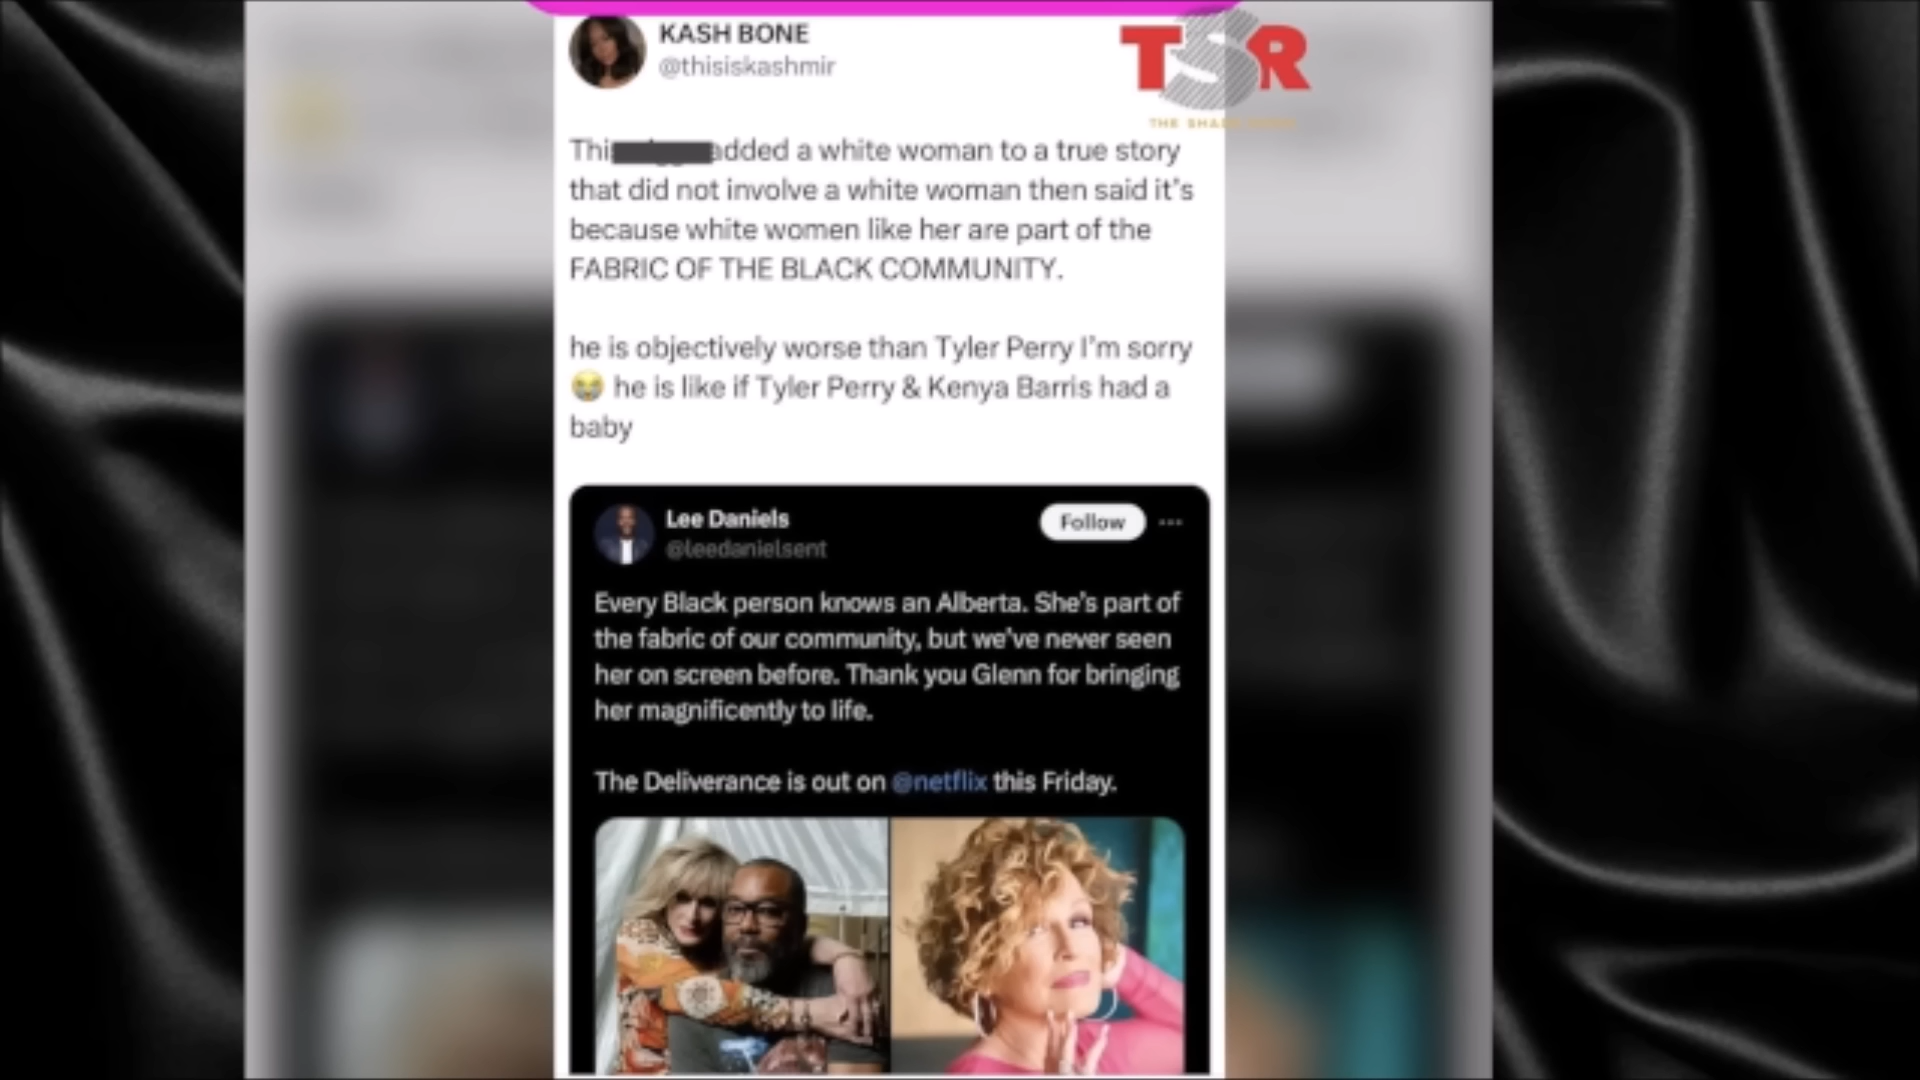 KASH BONE
@thisiskashmir
TSR
THE SHADE ROOM
Thi added a white woman to a true story
that did not involve a white woman then said it's
because white women like her are part of the
FABRIC OF THE BLACK COMMUNITY.
he is objectively worse than Tyler Perry I'm sorry
😭 he is like if Tyler Perry & Kenya Barris had a
baby
Lee Daniels
@leedanielsent
Follow
Every Black person knows an Alberta. She's part of
the fabric of our community, but we've never seen
her on screen before. Thank you Glenn for bringing
her magnificently to life.
The Deliverance is out on @netflix this Friday.